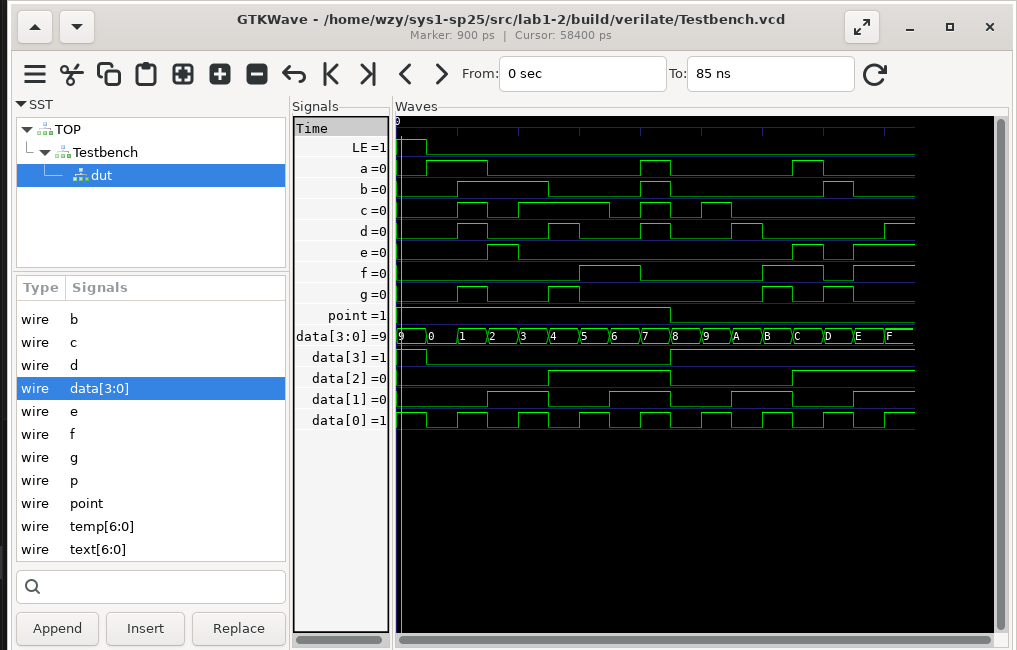 GTKWave - /home/wzy/sys1-sp25/src/lab1-2/build/verilate/Testbench.vcd
Marker: 900 ps | Cursor: 58400 ps
From: 0 sec To: 85 ns
SST
TOP
Testbench
dut
Type Signals
wire b
wire c
wire d
wire data[3:0]
wire e
wire f
wire g
wire p
wire point
wire temp[6:0]
wire text[6:0]
Append Insert Replace
Signals
Time
LE=1
a=0
b=0
c=0
d=0
e=0
f=0
g=0
point=1
data[3:0]=9
data[3]=1
data[2]=0
data[1]=0
data[0]=1
Waves
0
9 0 1 2 3 4 5 6 7 8 9 A B C D E F